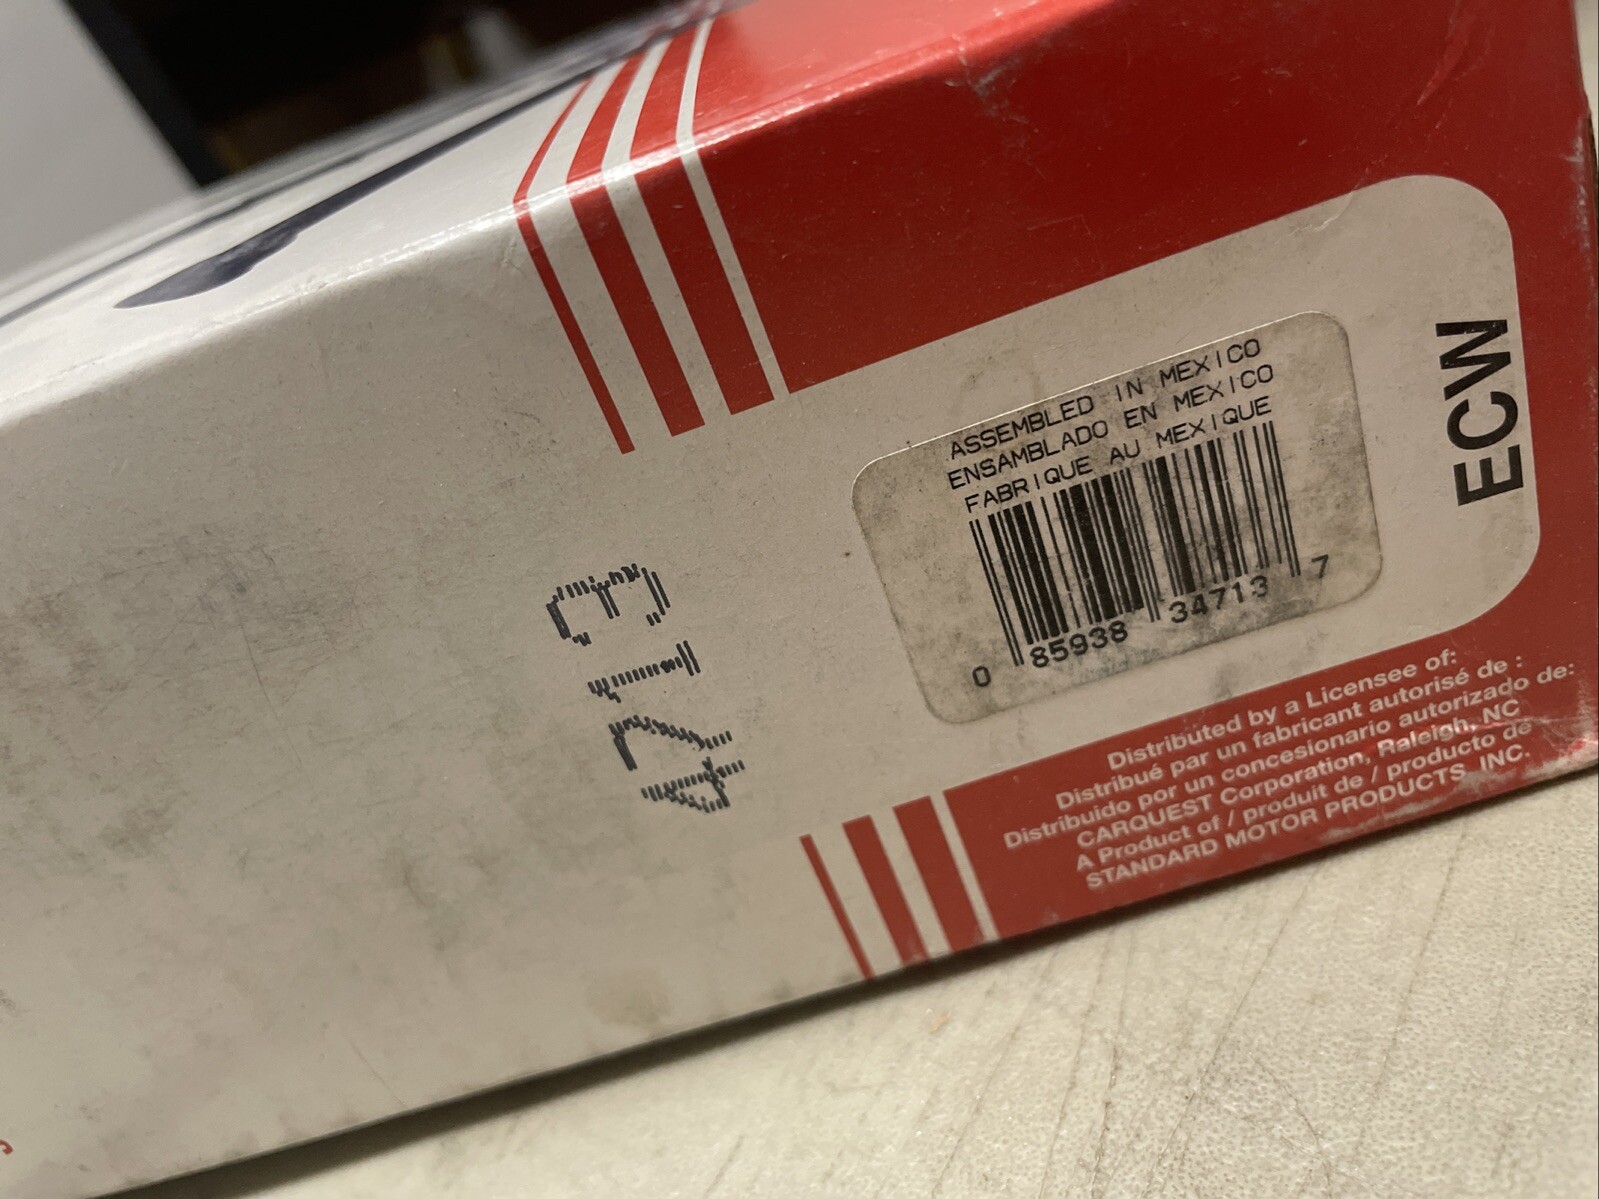 ASSEMBLED IN MEXICO
ENSAMBLADO EN MEXICO
FABRIQUE AU MEXIQUE
0 85938 34713 7
ECW
Distributed by a Licensee of:
Distribué par un fabricant autorisé de :
Distribuido por un concesionario autorizado de:
CARQUEST Corporation, Raleigh, NC
A Product of / produit de / producto de
STANDARD MOTOR PRODUCTS, INC.